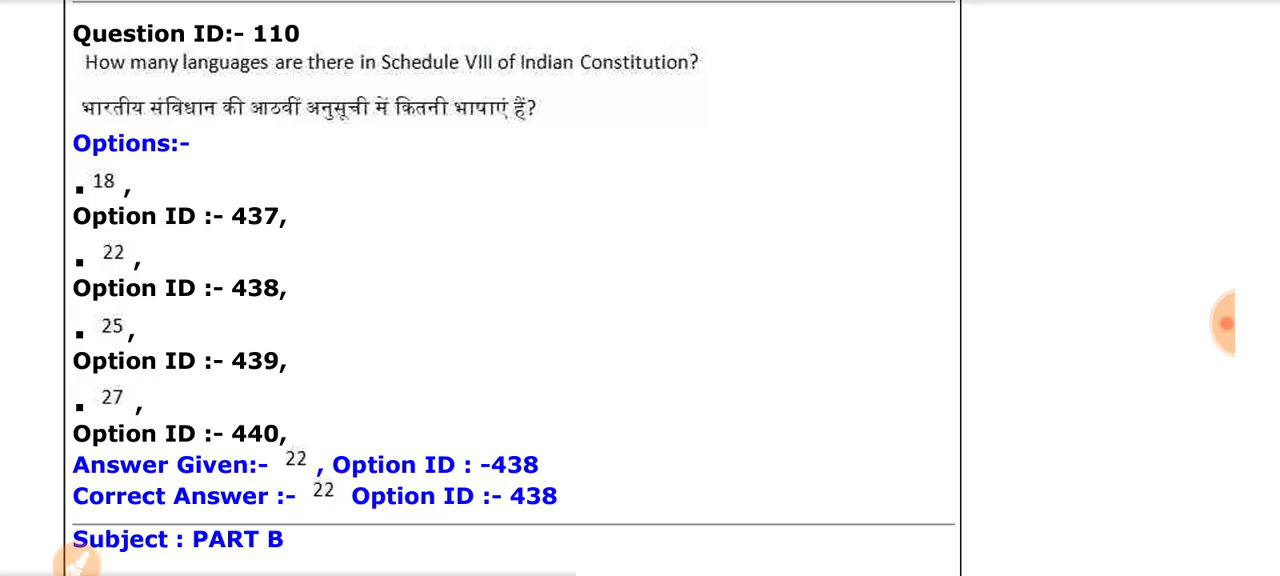 Question ID:- 110
How many languages are there in Schedule VIII of Indian Constitution?
भारतीय संविधान की आठवीं अनुसूची में कितनी भाषाएं हैं?
Options:-
▪ 18 ,
Option ID :- 437,
▪ 22 ,
Option ID :- 438,
▪ 25 ,
Option ID :- 439,
▪ 27 ,
Option ID :- 440,
Answer Given:- 22 , Option ID : -438
Correct Answer :- 22 Option ID :- 438
Subject : PART B